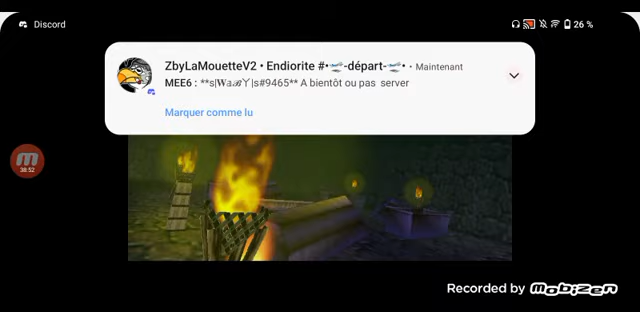 Discord
26 %
ZbyLaMouetteV2 • Endiorite #•🛫-départ-🛫• • Maintenant
MEE6 : **s|𝐖𝕒ℬㄚ|s#9465** A bientôt ou pas server
Marquer comme lu
38:52
Recorded by Mobizen